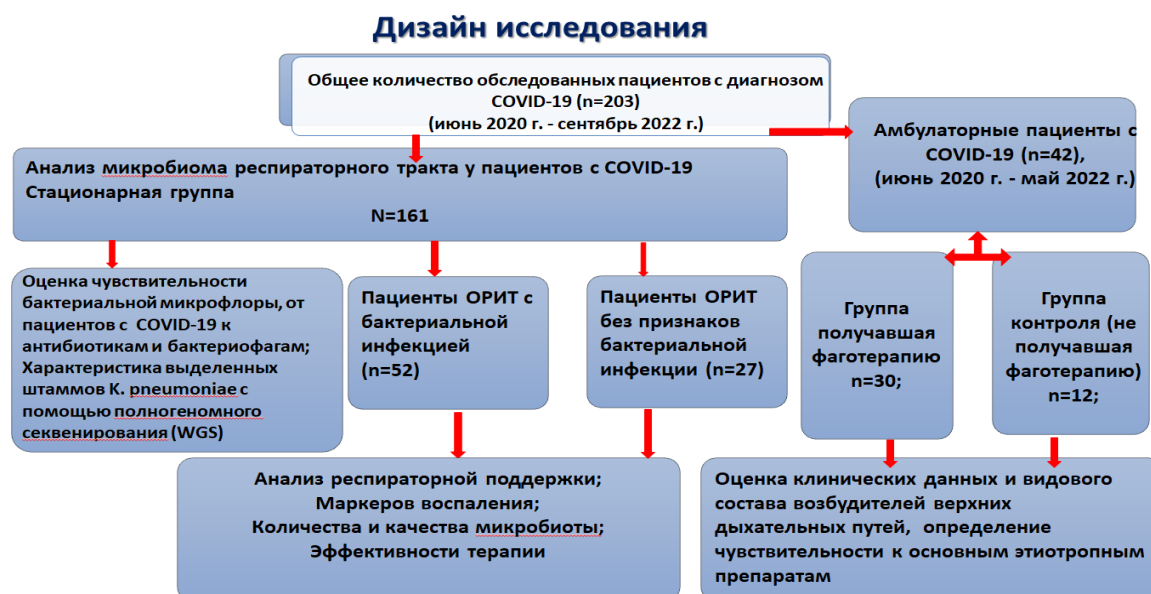 Дизайн исследования
Общее количество обследованных пациентов с диагнозом
COVID-19 (n=203)
(июнь 2020 г. - сентябрь 2022 г.)
Амбулаторные пациенты с
COVID-19 (n=42),
(июнь 2020 г. - май 2022 г.)
Анализ микробиома респираторного тракта у пациентов с COVID-19
Стационарная группа
N=161
Оценка чувствительности
бактериальной микрофлоры, от
пациентов с COVID-19 к
антибиотикам и бактериофагам;
Характеристика выделенных
штаммов K. pneumoniae с
помощью полногеномного
секвенирования (WGS)
Пациенты ОРИТ с
бактериальной
инфекцией
(n=52)
Пациенты ОРИТ
без признаков
бактериальной
инфекции (n=27)
Группа
получавшая
фаготерапию
n=30;
Группа
контроля (не
получавшая
фаготерапию)
n=12;
Анализ респираторной поддержки;
Маркеров воспаления;
Количества и качества микробиоты;
Эффективности терапии
Оценка клинических данных и видового
состава возбудителей верхних
дыхательных путей, определение
чувствительности к основным этиотропным
препаратам